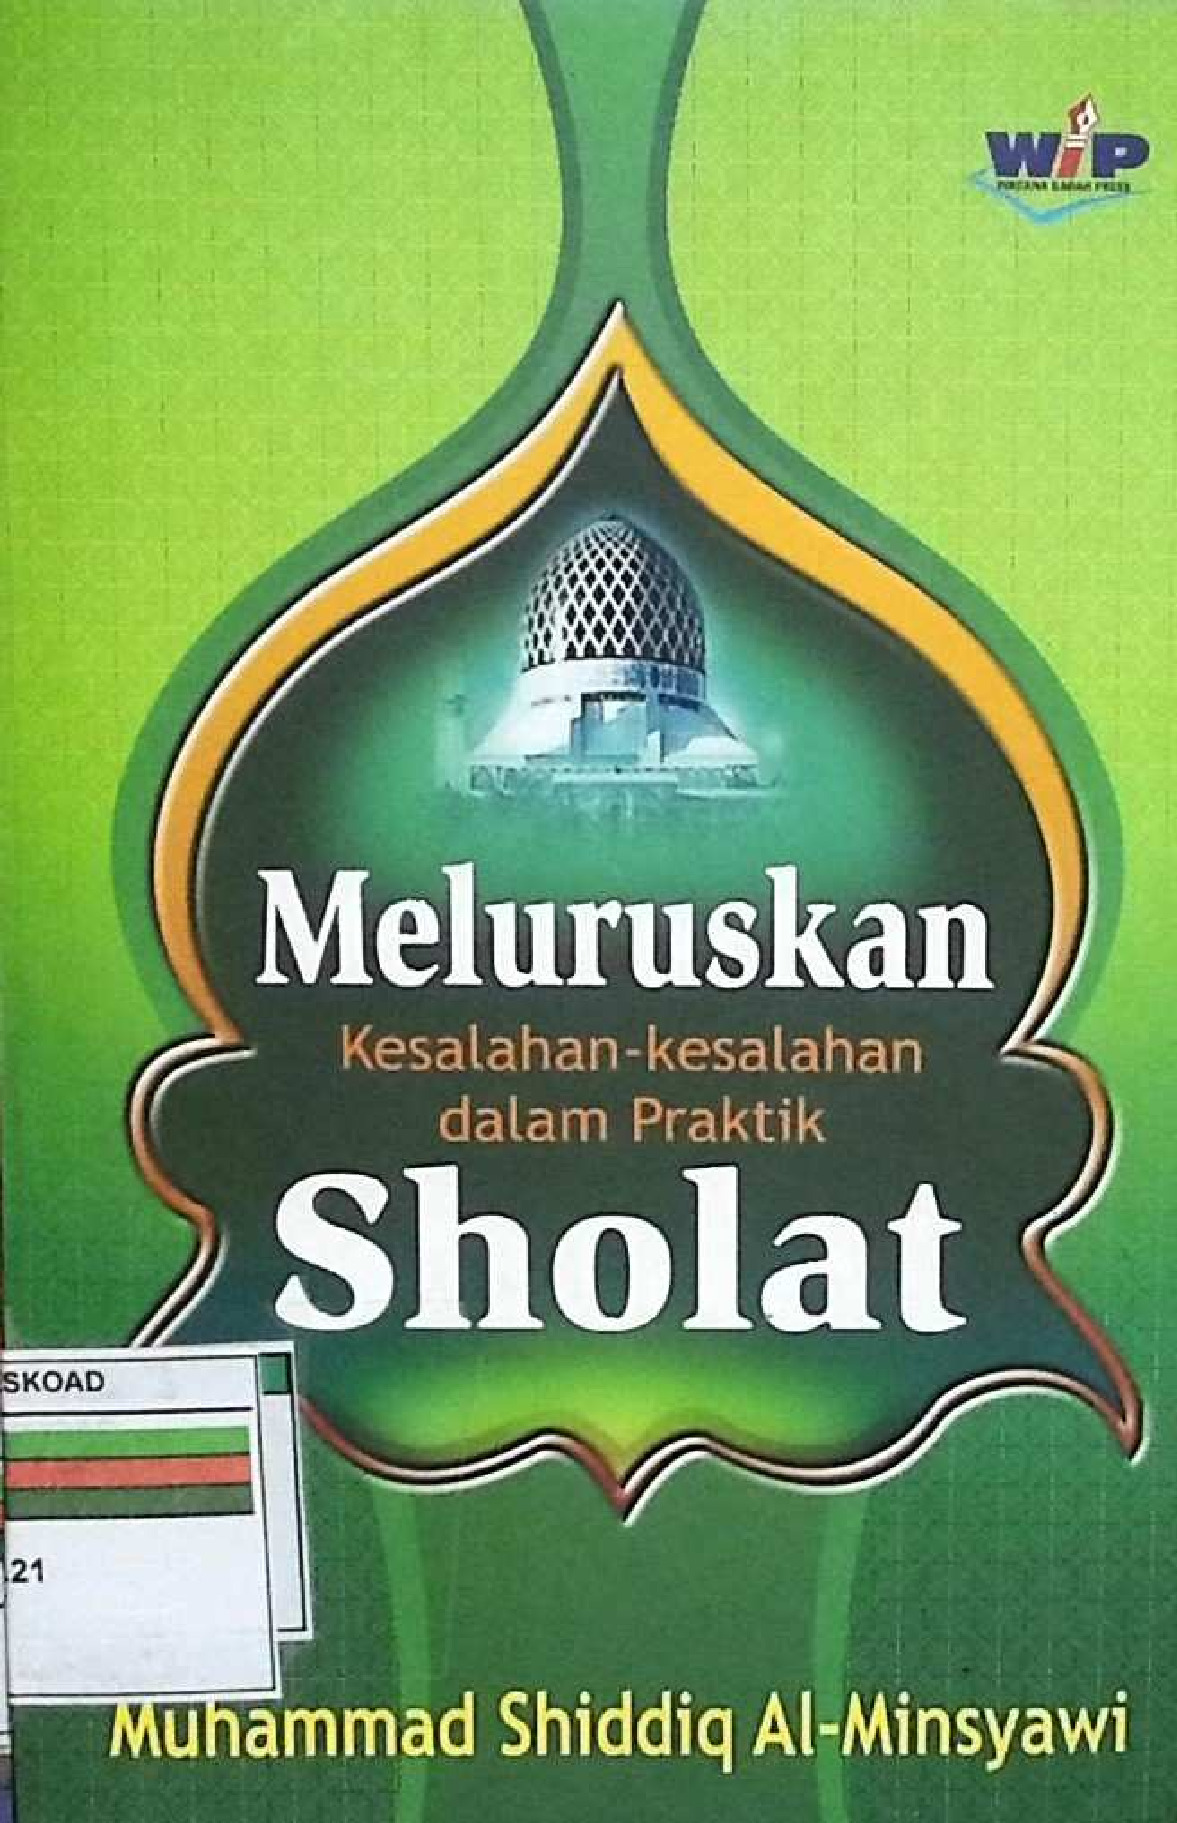 WIP
Meluruskan
Kesalahan-kesalahan
dalam Praktik
Sholat
SKOAD
21
Muhammad Shiddiq Al-Minsyawi